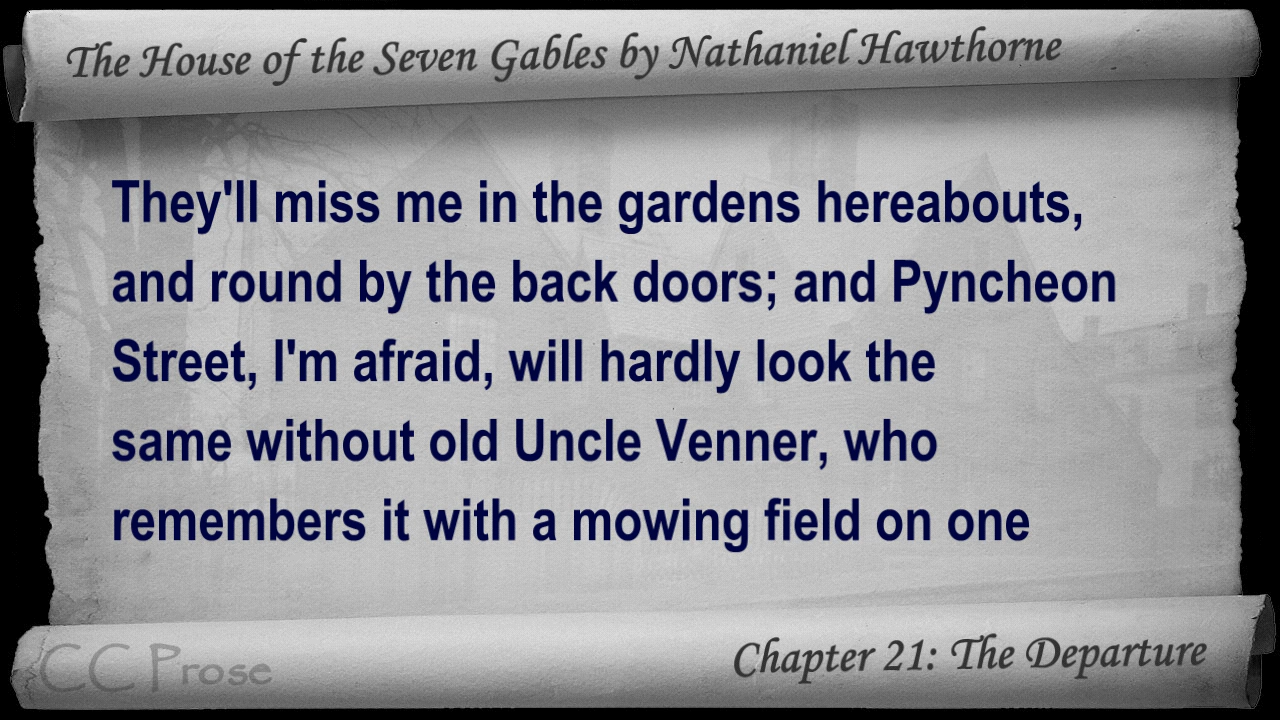 The House of the Seven Gables by Nathaniel Hawthorne
They'll miss me in the gardens hereabouts,
and round by the back doors; and Pyncheon
Street, I'm afraid, will hardly look the
same without old Uncle Venner, who
remembers it with a mowing field on one
CC Prose
Chapter 21: The Departure